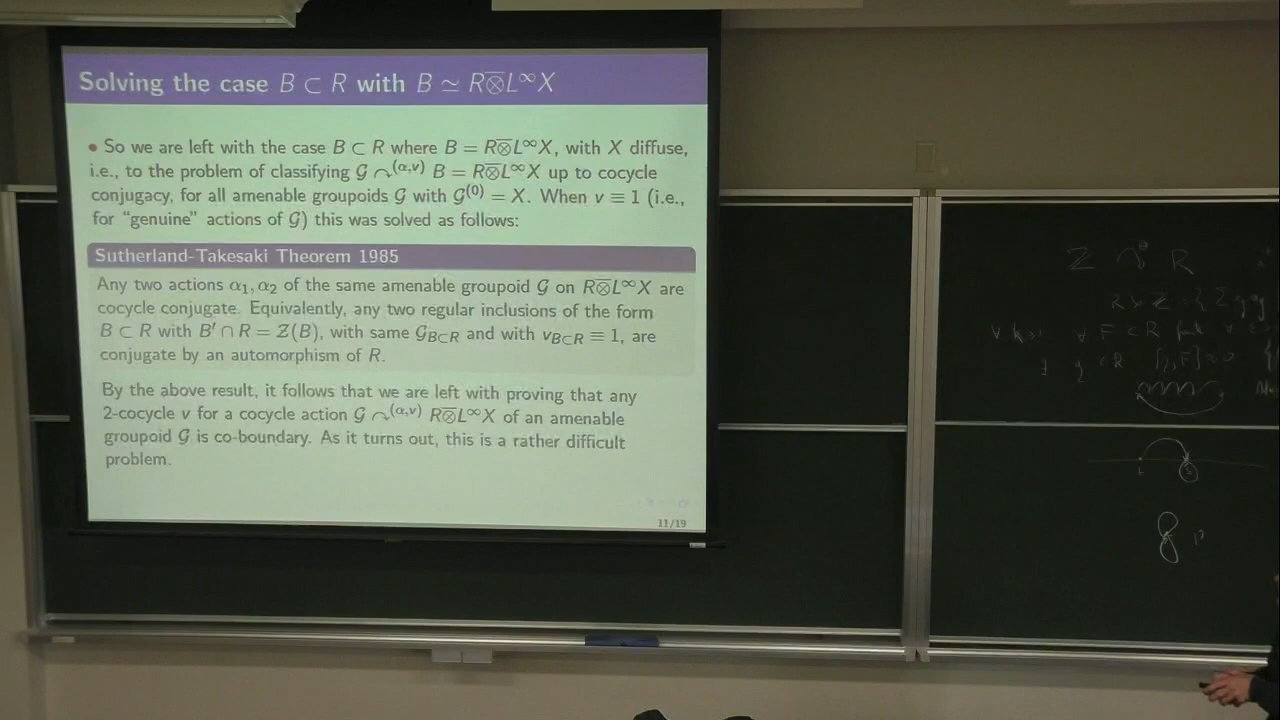 Solving the case B ⊂ R with B ≃ R⊗̅L^∞X
• So we are left with the case B ⊂ R where B = R⊗̅L^∞X, with X diffuse,
i.e., to the problem of classifying 𝒢 ↷^(α,v) B = R⊗̅L^∞X up to cocycle
conjugacy, for all amenable groupoids 𝒢 with 𝒢^(0) = X. When v ≡ 1 (i.e.,
for "genuine" actions of 𝒢) this was solved as follows:
Sutherland-Takesaki Theorem 1985
Any two actions α₁, α₂ of the same amenable groupoid 𝒢 on R⊗̅L^∞X are
cocycle conjugate. Equivalently, any two regular inclusions of the form
B ⊂ R with B′ ∩ R = 𝒵(B), with same 𝒢_B⊂R and with v_B⊂R ≡ 1, are
conjugate by an automorphism of R.
By the above result, it follows that we are left with proving that any
2-cocycle v for a cocycle action 𝒢 ↷^(α,v) R⊗̅L^∞X of an amenable
groupoid 𝒢 is co-boundary. As it turns out, this is a rather difficult
problem.
11/19
Z ↷ R